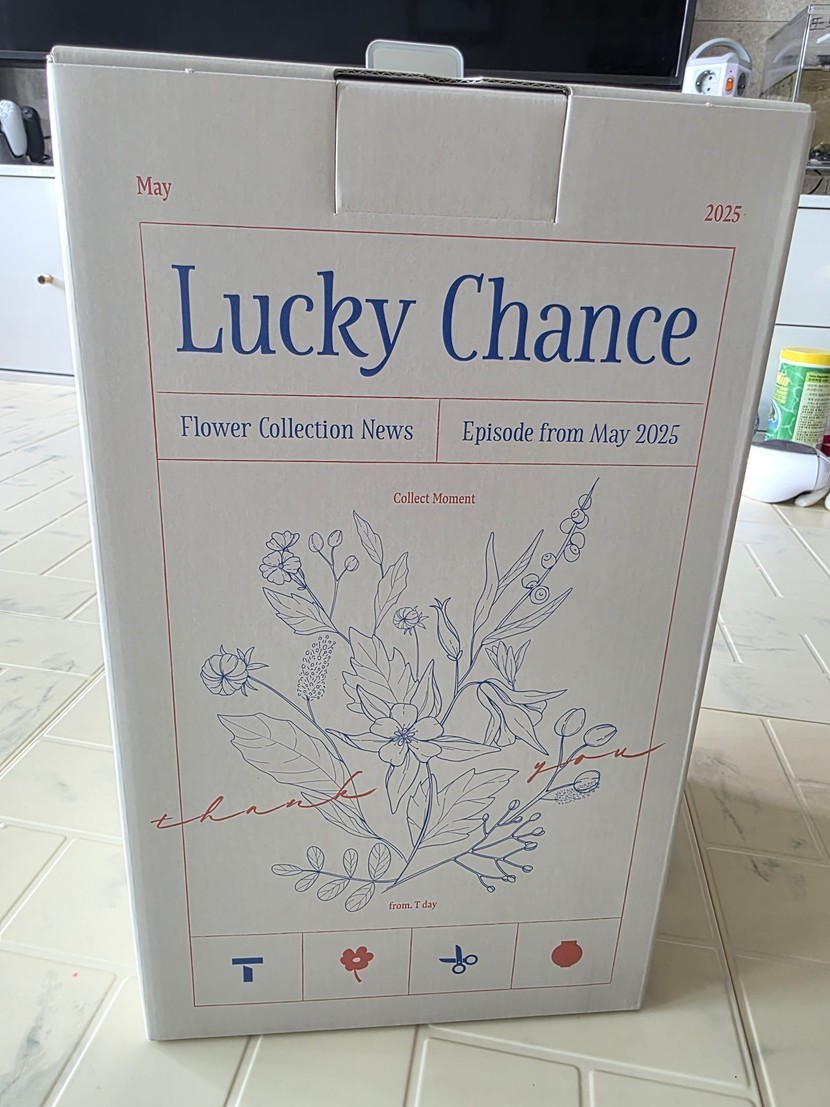 May
2025
Lucky Chance
Flower Collection News
Episode from May 2025
Collect Moment
thank you
from. T day
T